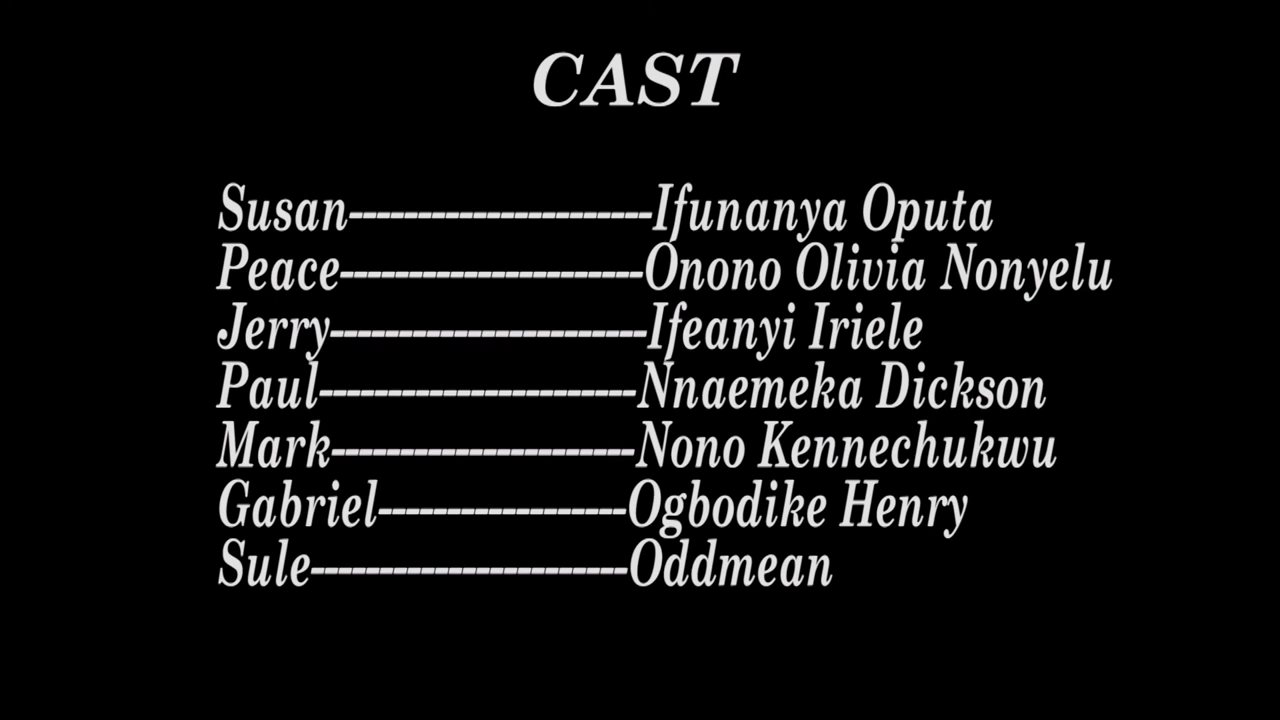 CAST
Susan----------------------Ifunanya Oputa
Peace----------------------Onono Olivia Nonyelu
Jerry-----------------------Ifeanyi Iriele
Paul-----------------------Nnaemeka Dickson
Mark----------------------Nono Kennechukwu
Gabriel------------------Ogbodike Henry
Sule-----------------------Oddmean